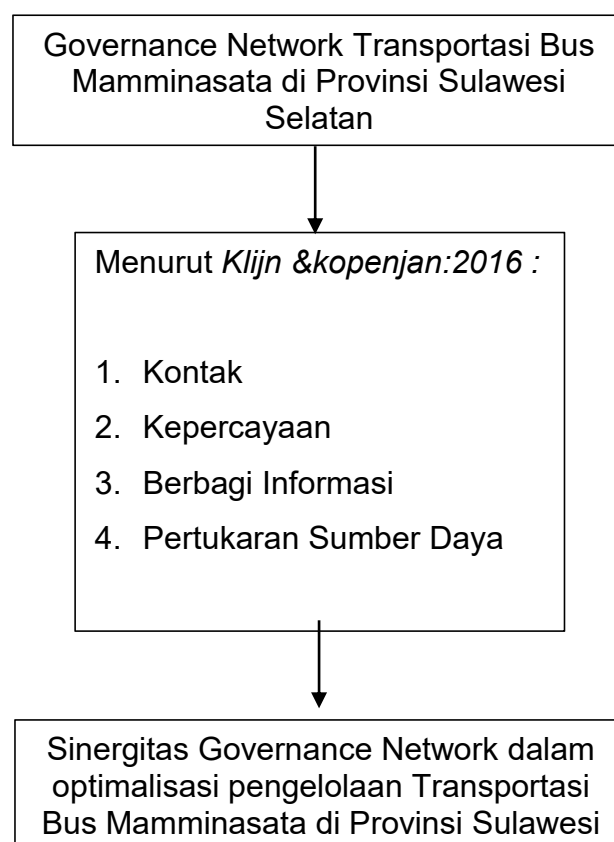 Governance Network Transportasi Bus
Mamminasata di Provinsi Sulawesi
Selatan
Menurut Klijn &kopenjan:2016 :
1. Kontak
2. Kepercayaan
3. Berbagi Informasi
4. Pertukaran Sumber Daya
Sinergitas Governance Network dalam
optimalisasi pengelolaan Transportasi
Bus Mamminasata di Provinsi Sulawesi